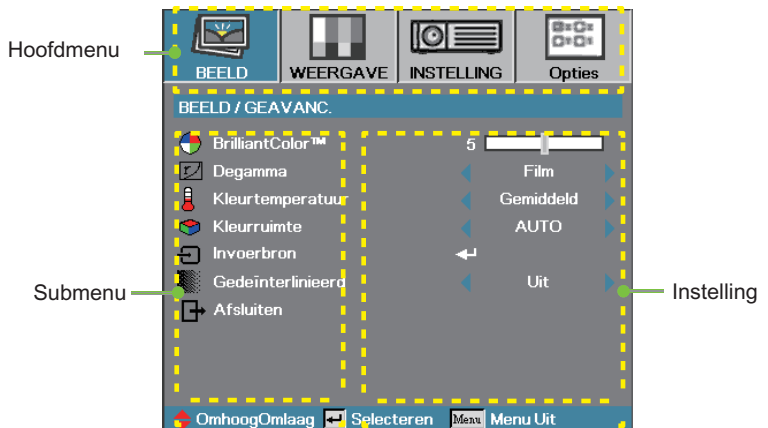 Hoofdmenu
BEELD WEERGAVE INSTELLING Opties
BEELD / GEAVANC.
BrilliantColor™ 5
Degamma Film
Kleurtemperatuur Gemiddeld
Kleurruimte AUTO
Invoerbron
Gedeïnterlinieerd Uit
Submenu
Instelling
Afsluiten
OmhoogOmlaag Selecteren Menu Menu Uit